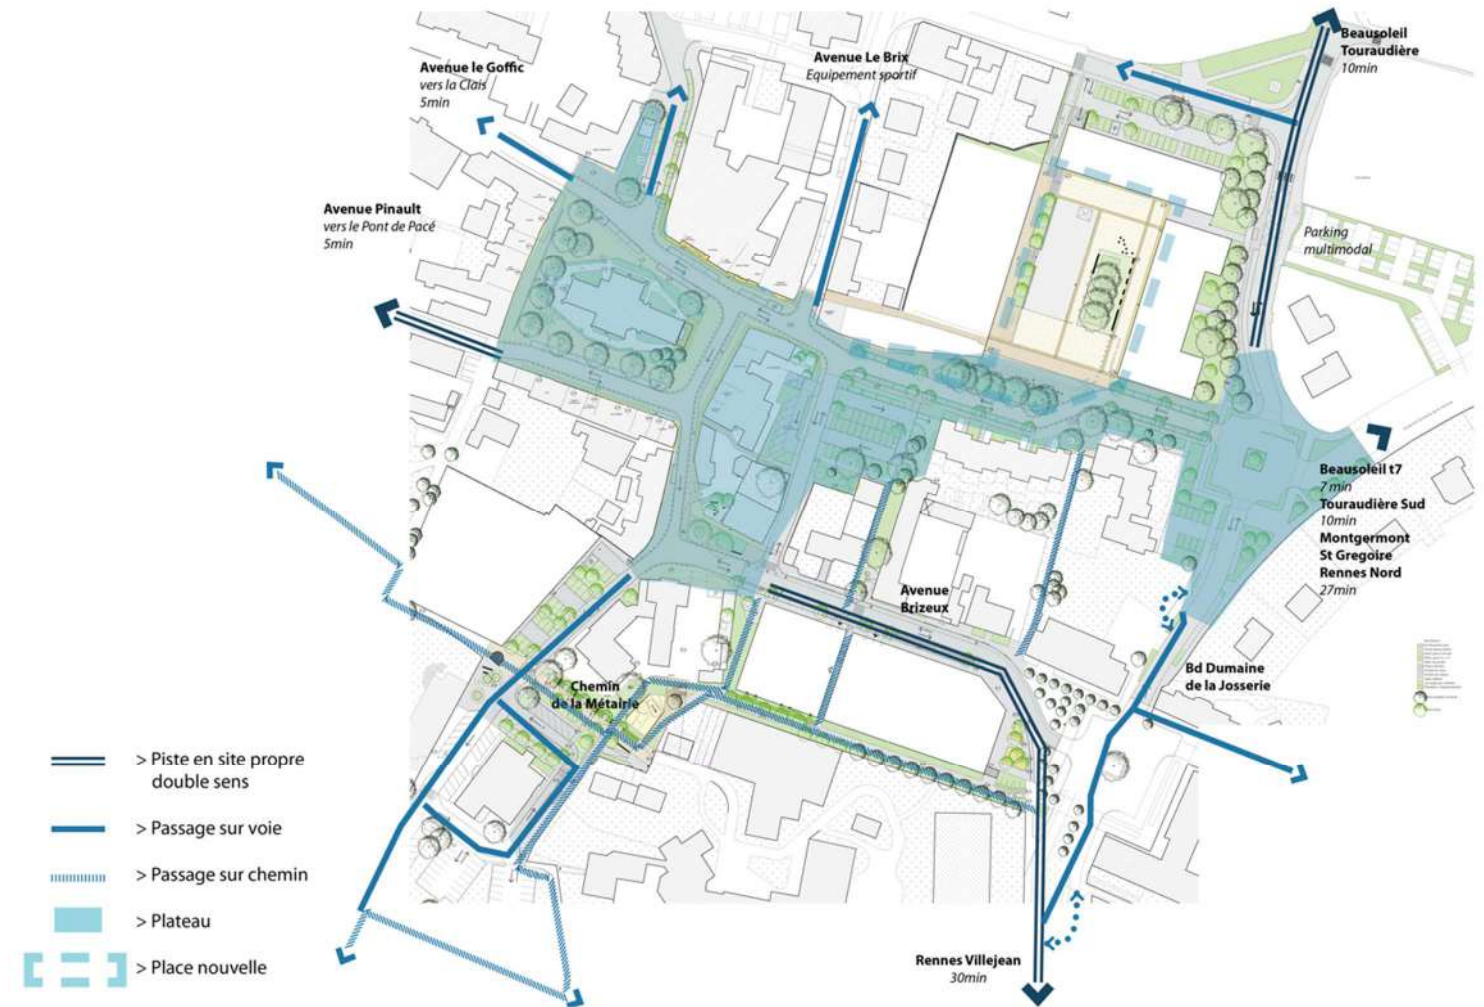 Beausoleil
Touraudière
10min
Avenue Le Brix
Equipement sportif
Avenue le Goffic
vers la Clais
5min
Avenue Pinault
vers le Pont de Pacé
5min
Parking
multimodal
Beausoleil t7
7 min
Touraudière Sud
10min
Montgermont
St Gregoire
Rennes Nord
27min
Avenue
Brizeux
Bd Dumaine
de la Josserie
Chemin
de la Métairie
> Piste en site propre
double sens
> Passage sur voie
> Passage sur chemin
> Plateau
> Place nouvelle
Rennes Villejean
30min